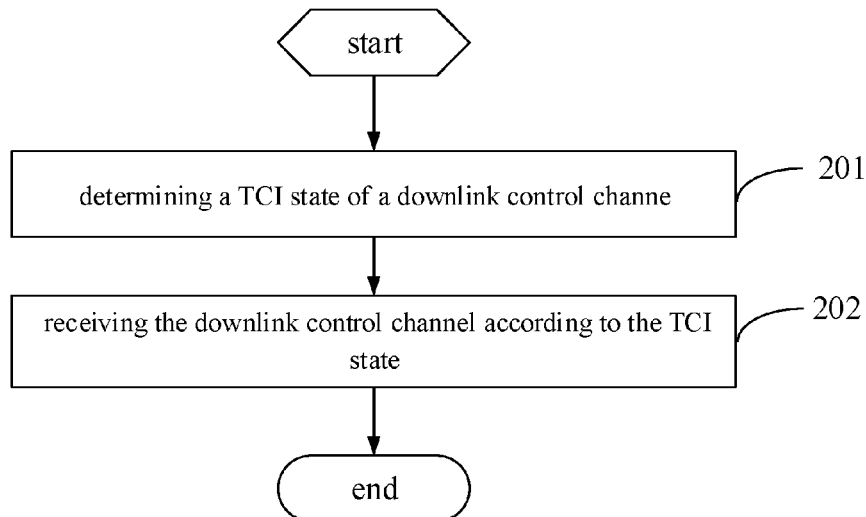 start
determining a TCI state of a downlink control channe
201
receiving the downlink control channel according to the TCI
state
202
end